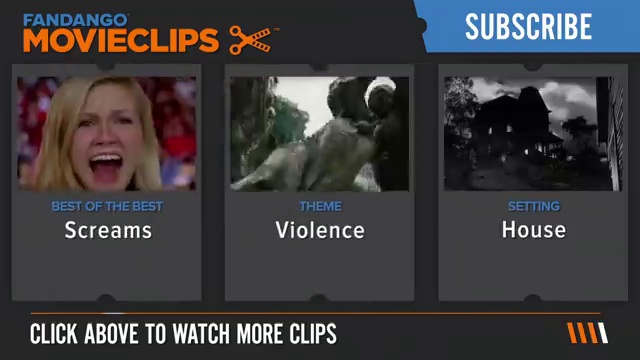 FANDANGO
MOVIECLIPS
SUBSCRIBE
BEST OF THE BEST
Screams
THEME
Violence
SETTING
House
CLICK ABOVE TO WATCH MORE CLIPS